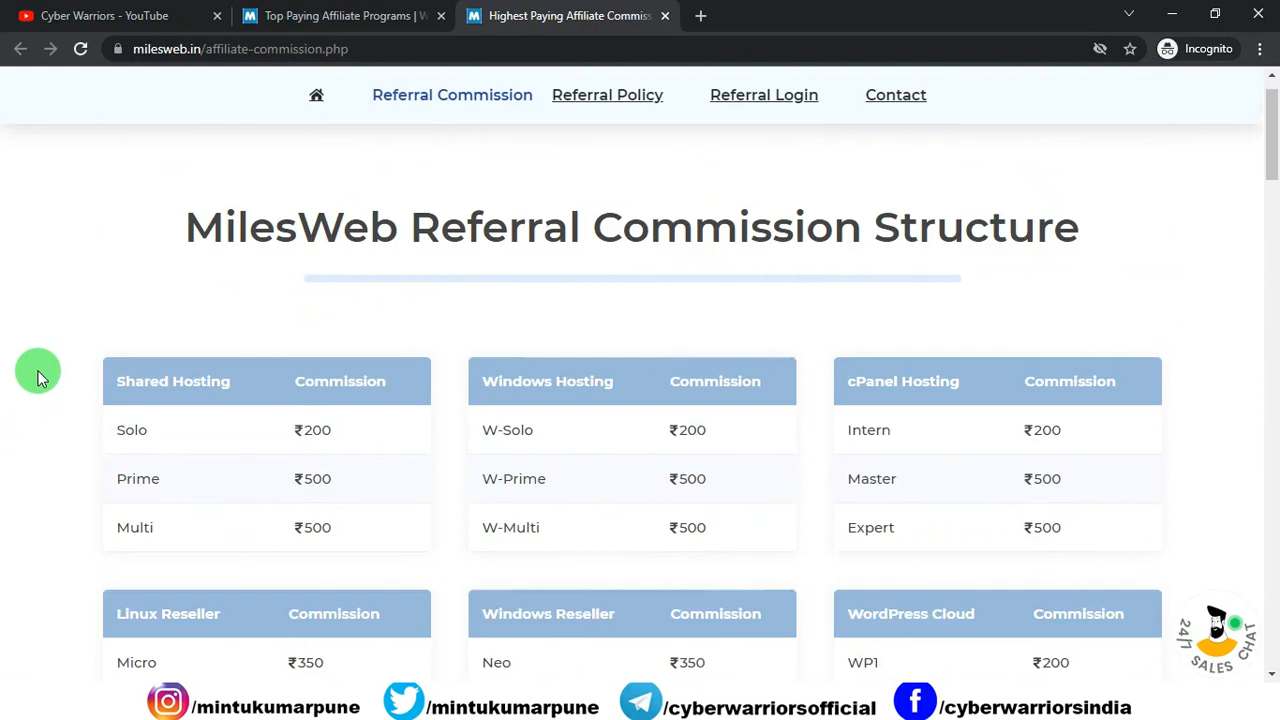 Cyber Warriors - YouTube
Top Paying Affiliate Programs | W
Highest Paying Affiliate Commiss
milesweb.in/affiliate-commission.php
Incognito
Referral Commission Referral Policy Referral Login Contact
MilesWeb Referral Commission Structure
Shared Hosting Commission
Solo ₹200
Prime ₹500
Multi ₹500
Windows Hosting Commission
W-Solo ₹200
W-Prime ₹500
W-Multi ₹500
cPanel Hosting Commission
Intern ₹200
Master ₹500
Expert ₹500
Linux Reseller Commission
Micro ₹350
Windows Reseller Commission
Neo ₹350
WordPress Cloud Commission
WP1 ₹200
24/7 SALES CHAT
/mintukumarpune
/mintukumarpune
/cyberwarriorsofficial
/cyberwarriorsindia